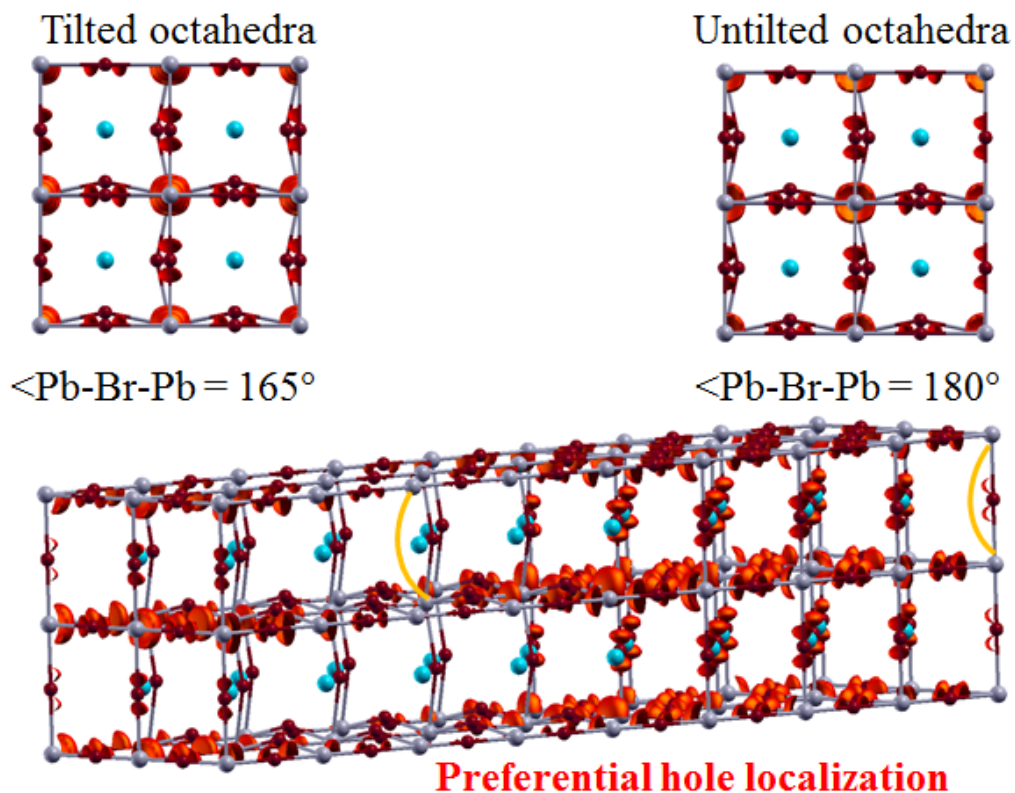 Tilted octahedra
Untilted octahedra
<Pb-Br-Pb = 165°
<Pb-Br-Pb = 180°
Preferential hole localization